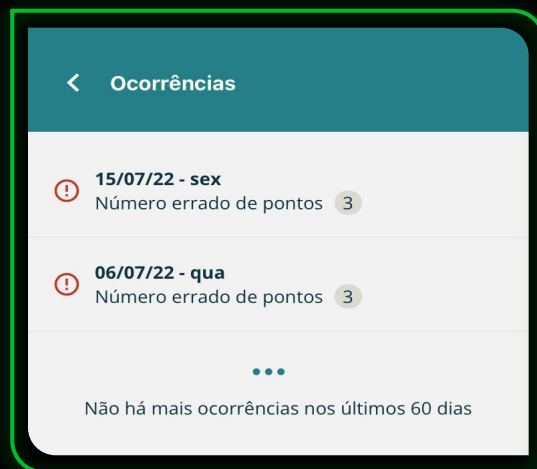 Ocorrências
15/07/22 - sex
Número errado de pontos 3
06/07/22 - qua
Número errado de pontos 3
Não há mais ocorrências nos últimos 60 dias